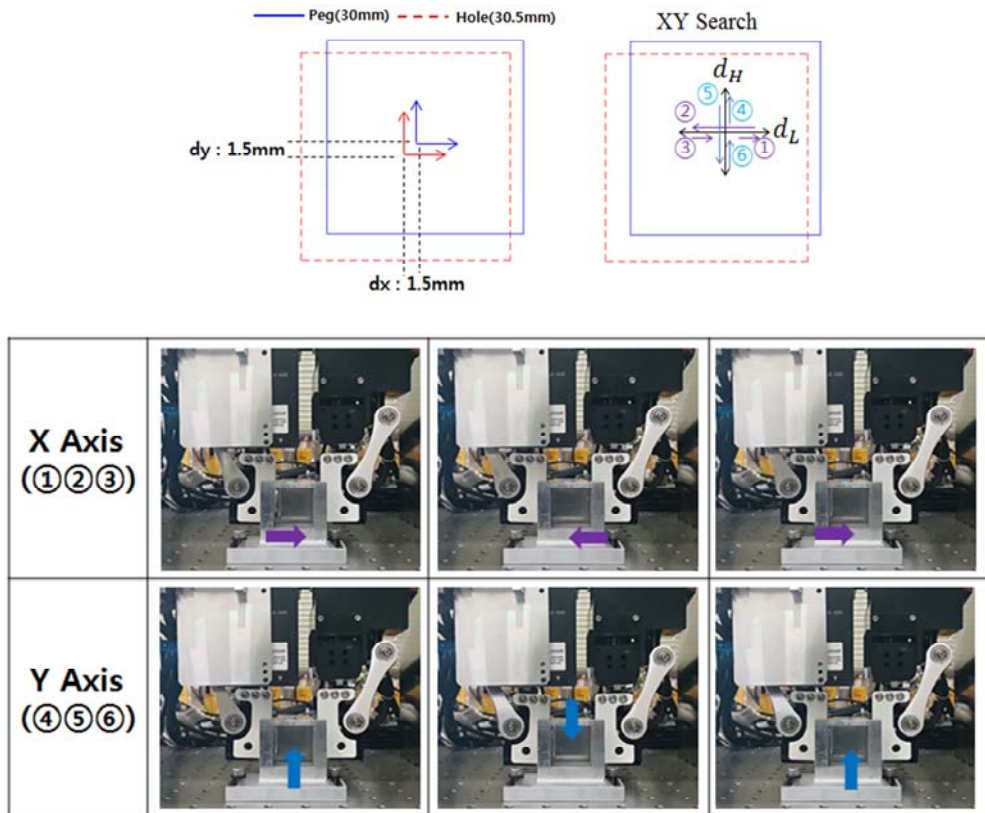 Peg(30mm) Hole(30.5mm)
XY Search
dy : 1.5mm
dx : 1.5mm
d_H
⑤ ④
② d_L
③ ⑥ ①
X Axis
(①②③)
Y Axis
(④⑤⑥)